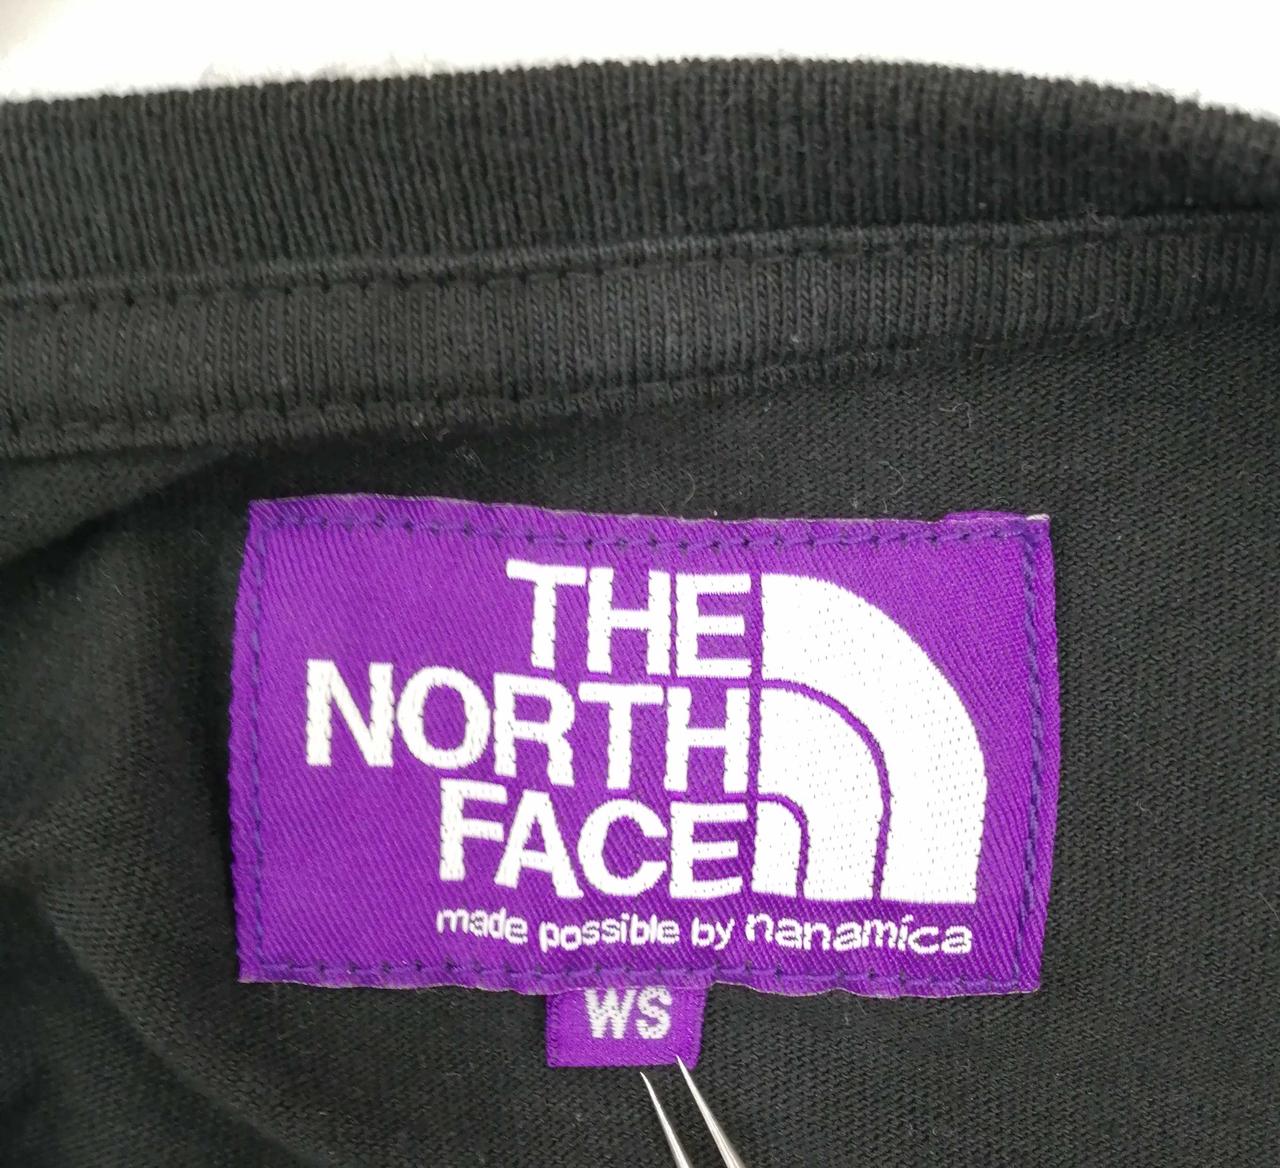 THE
NORTH
FACE
made possible by nanamica
WS